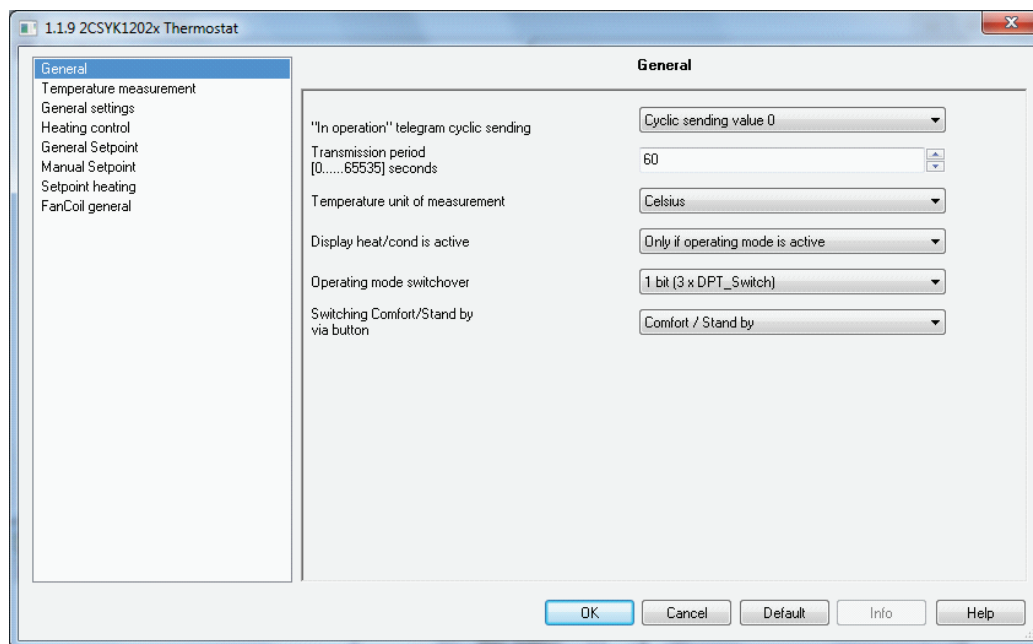 1.1.9 2CSYK1202x Thermostat
X
General
Temperature measurement
General settings
Heating control
General Setpoint
Manual Setpoint
Setpoint heating
FanCoil general
General
"In operation" telegram cyclic sending
Cyclic sending value 0
Transmission period
[0......65535] seconds
60
Temperature unit of measurement
Celsius
Display heat/cond is active
Only if operating mode is active
Operating mode switchover
1 bit (3 x DPT_Switch)
Switching Comfort/Stand by
via button
Comfort / Stand by
OK
Cancel
Default
Info
Help